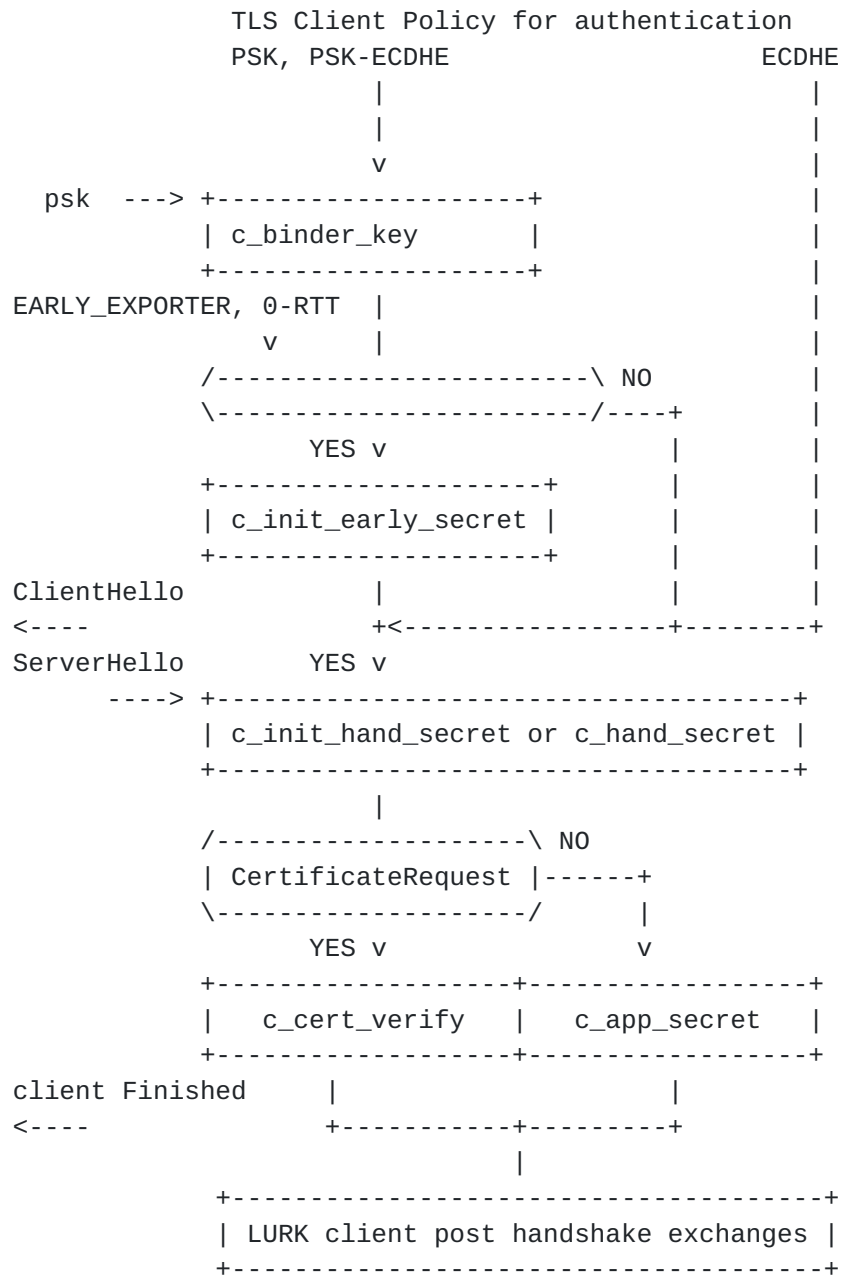 TLS Client Policy for authentication
PSK, PSK-ECDHE                    ECDHE
                   |                           |
                   |                           |
                   v                           |
  psk  ---> +--------------------+                 |
            | c_binder_key       |                 |
            +--------------------+                 |
EARLY_EXPORTER, 0-RTT  |                           |
                v      |                           |
            /------------------------\ NO          |
            \------------------------/----+        |
                   YES v                  |        |
            +---------------------+       |        |
            | c_init_early_secret |       |        |
            +---------------------+       |        |
ClientHello            |                  |        |
<----                  +<-----------------+--------+
ServerHello        YES v
      ----> +-------------------------------------+
            | c_init_hand_secret or c_hand_secret |
            +-------------------------------------+
                       |
            /--------------------\ NO
            | CertificateRequest |------+
            \--------------------/      |
                   YES v                v
            +-------------------+------------------+
            |   c_cert_verify   |   c_app_secret   |
            +-------------------+------------------+
client Finished     |                     |
<----               +-----------+---------+
                                |
             +--------------------------------------+
             | LURK client post handshake exchanges |
             +--------------------------------------+